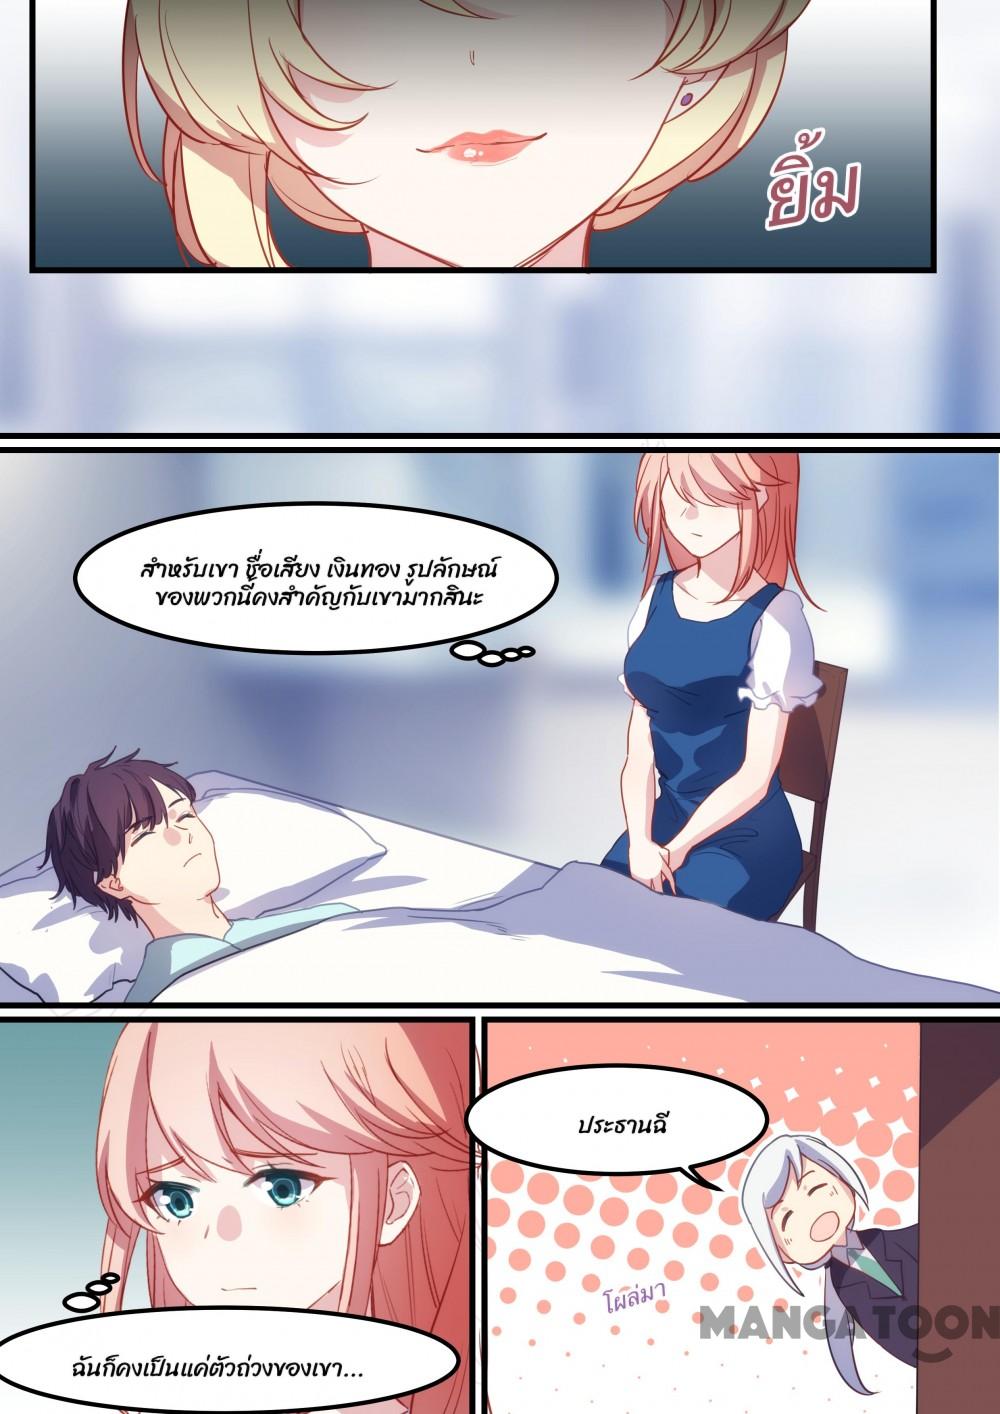 ยิ้ม
สำหรับเขา ชื่อเสียง เงินทอง รูปลักษณ์
ของพวกนี้คงสำคัญกับเขามากสินะ
ประธานฉี
โผล่มา
MANGATOON
ฉันก็คงเป็นแค่ตัวถ่วงของเขา...